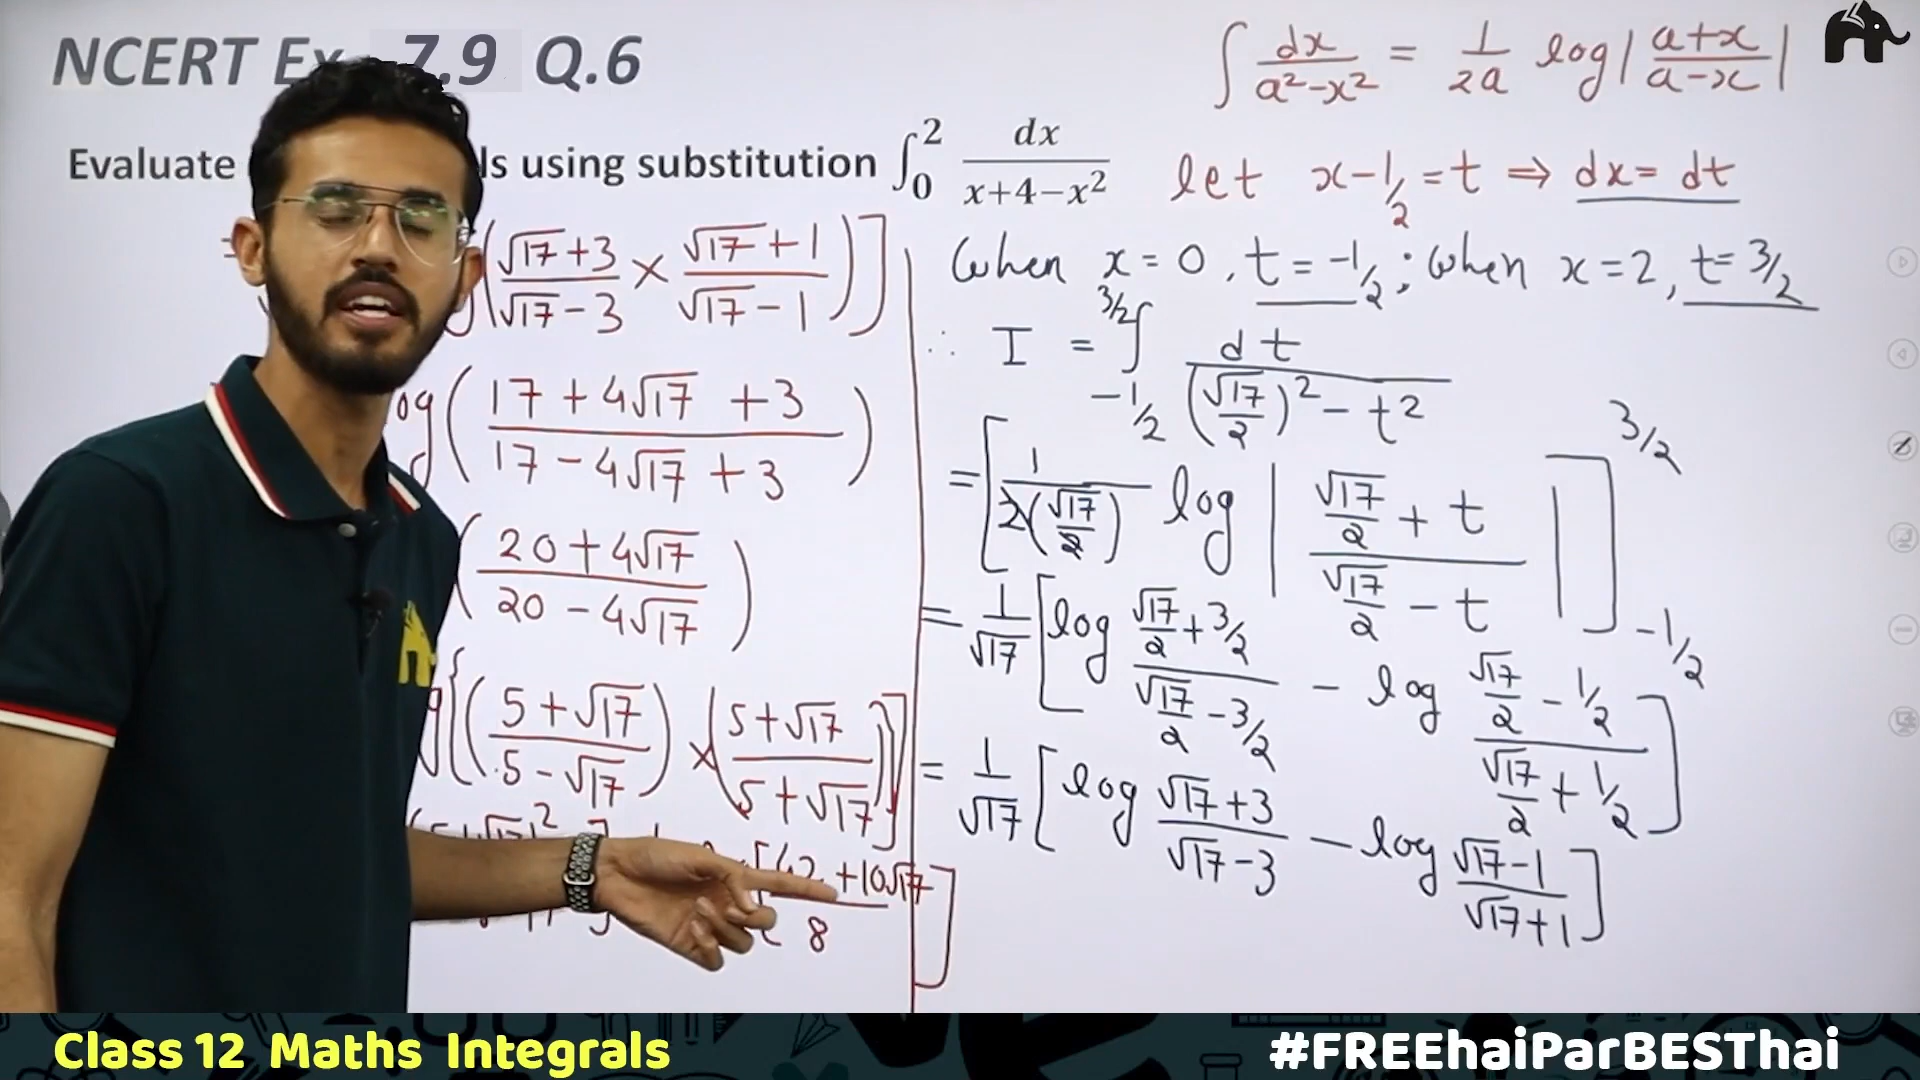 NCERT Ex 7.9 Q.6
∫ dx/(a²-x²) = 1/2a log|(a+x)/(a-x)|
Evaluate ls using substitution ∫₀² dx/(x+4-x²)
let x-1/2 = t ⇒ dx = dt
When x = 0, t = -1/2 ; When x = 2, t = 3/2
∴ I = ∫_{-1/2}^{3/2} dt/((√17/2)² - t²)
= [1/(2(√17/2)) log |(√17/2 + t)/(√17/2 - t)|]_{-1/2}^{3/2}
= 1/√17 [log (√17/2 + 3/2)/(√17/2 - 3/2) - log (√17/2 - 1/2)/(√17/2 + 1/2)]
= 1/√17 [log (√17+3)/(√17-3) - log (√17-1)/(√17+1)]
= ((√17+3)/(√17-3) × (√17+1)/(√17-1))]
og((17 + 4√17 + 3)/(17 - 4√17 + 3))
((20 + 4√17)/(20 - 4√17))
g{((5+√17)/(5-√17)) × ((5+√17)/(5+√17))}]
[(42 + 10√17)/8]
Class 12 Maths Integrals
#FREEhaiParBESThai